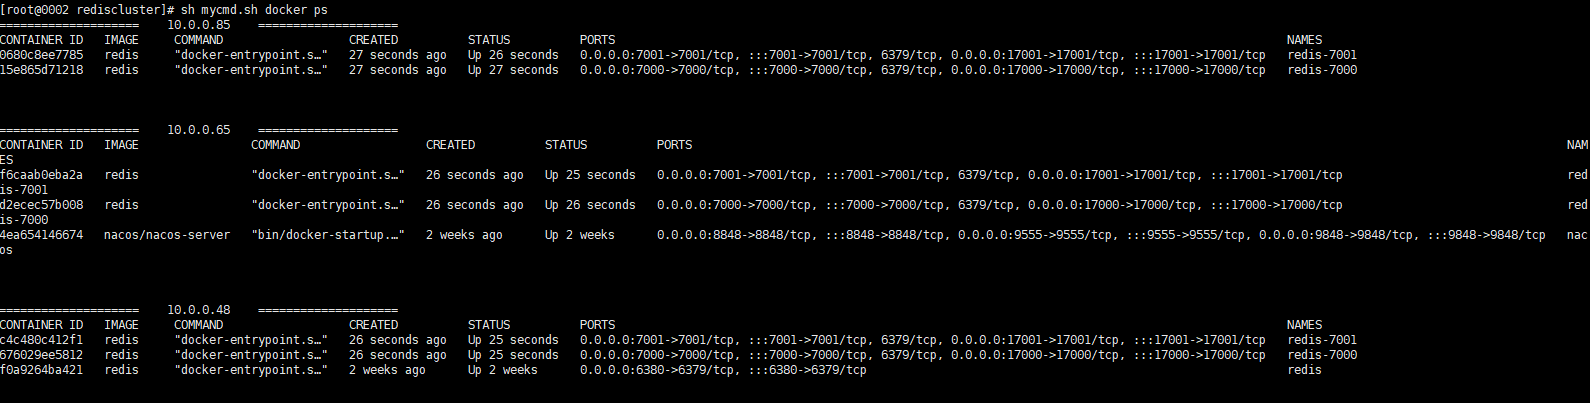 [root@0002 rediscluster]# sh mycmd.sh docker ps
==================== 10.0.0.85 ====================
CONTAINER ID IMAGE COMMAND CREATED STATUS PORTS NAMES
0680c8ee7785 redis "docker-entrypoint.s…" 27 seconds ago Up 26 seconds 0.0.0.0:7001->7001/tcp, :::7001->7001/tcp, 6379/tcp, 0.0.0.0:17001->17001/tcp, :::17001->17001/tcp redis-7001
15e865d71218 redis "docker-entrypoint.s…" 27 seconds ago Up 27 seconds 0.0.0.0:7000->7000/tcp, :::7000->7000/tcp, 6379/tcp, 0.0.0.0:17000->17000/tcp, :::17000->17000/tcp redis-7000
==================== 10.0.0.65 ====================
CONTAINER ID IMAGE COMMAND CREATED STATUS PORTS NAM
ES
f6caab0eba2a redis "docker-entrypoint.s…" 26 seconds ago Up 25 seconds 0.0.0.0:7001->7001/tcp, :::7001->7001/tcp, 6379/tcp, 0.0.0.0:17001->17001/tcp, :::17001->17001/tcp red
is-7001
d2ecec57b008 redis "docker-entrypoint.s…" 26 seconds ago Up 26 seconds 0.0.0.0:7000->7000/tcp, :::7000->7000/tcp, 6379/tcp, 0.0.0.0:17000->17000/tcp, :::17000->17000/tcp red
is-7000
4ea654146674 nacos/nacos-server "bin/docker-startup.…" 2 weeks ago Up 2 weeks 0.0.0.0:8848->8848/tcp, :::8848->8848/tcp, 0.0.0.0:9555->9555/tcp, :::9555->9555/tcp, 0.0.0.0:9848->9848/tcp, :::9848->9848/tcp nac
os
==================== 10.0.0.48 ====================
CONTAINER ID IMAGE COMMAND CREATED STATUS PORTS NAMES
c4c480c412f1 redis "docker-entrypoint.s…" 26 seconds ago Up 25 seconds 0.0.0.0:7001->7001/tcp, :::7001->7001/tcp, 6379/tcp, 0.0.0.0:17001->17001/tcp, :::17001->17001/tcp redis-7001
676029ee5812 redis "docker-entrypoint.s…" 26 seconds ago Up 25 seconds 0.0.0.0:7000->7000/tcp, :::7000->7000/tcp, 6379/tcp, 0.0.0.0:17000->17000/tcp, :::17000->17000/tcp redis-7000
f0a9264ba421 redis "docker-entrypoint.s…" 2 weeks ago Up 2 weeks 0.0.0.0:6380->6379/tcp, :::6380->6379/tcp redis